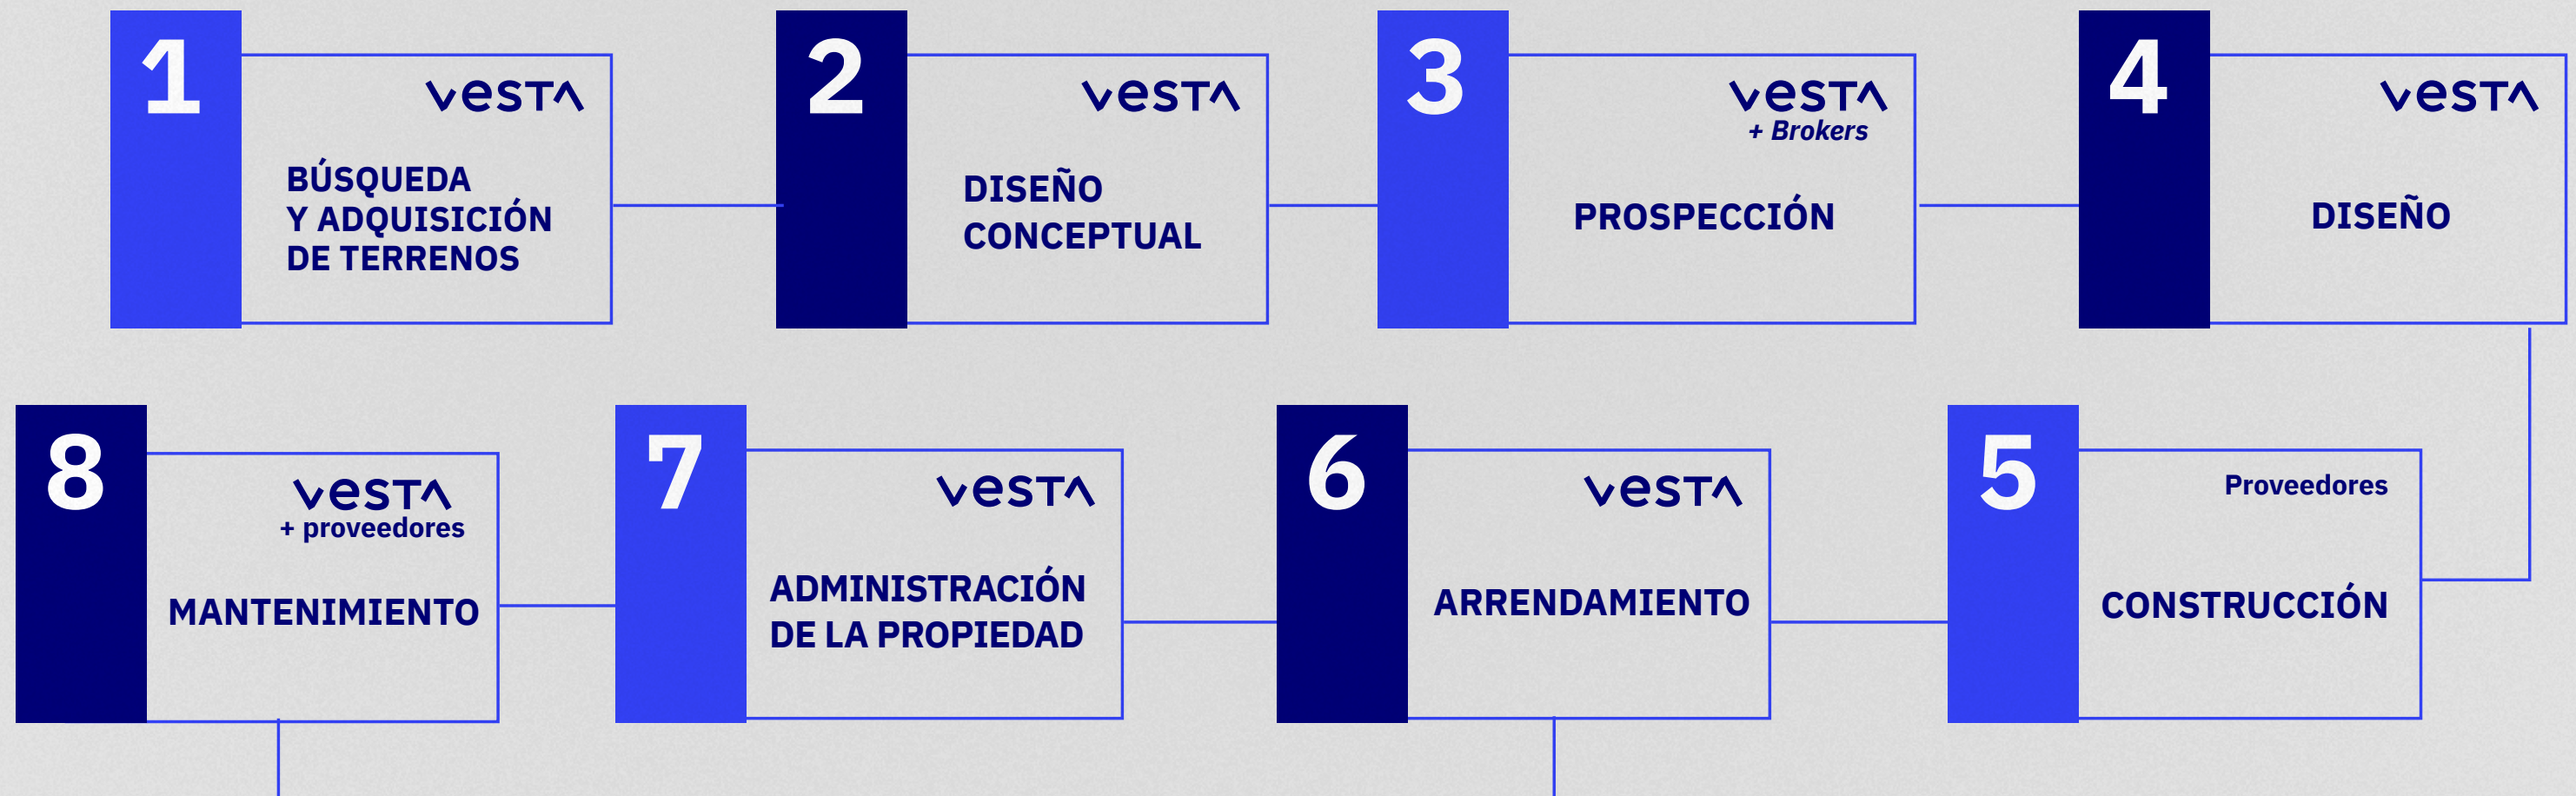 1
vesta
BÚSQUEDA
Y ADQUISICIÓN
DE TERRENOS
2
vesta
DISEÑO
CONCEPTUAL
3
vesta
+ Brokers
PROSPECCIÓN
4
vesta
DISEÑO
8
vesta
+ proveedores
MANTENIMIENTO
7
vesta
ADMINISTRACIÓN
DE LA PROPIEDAD
6
vesta
ARRENDAMIENTO
5
Proveedores
CONSTRUCCIÓN